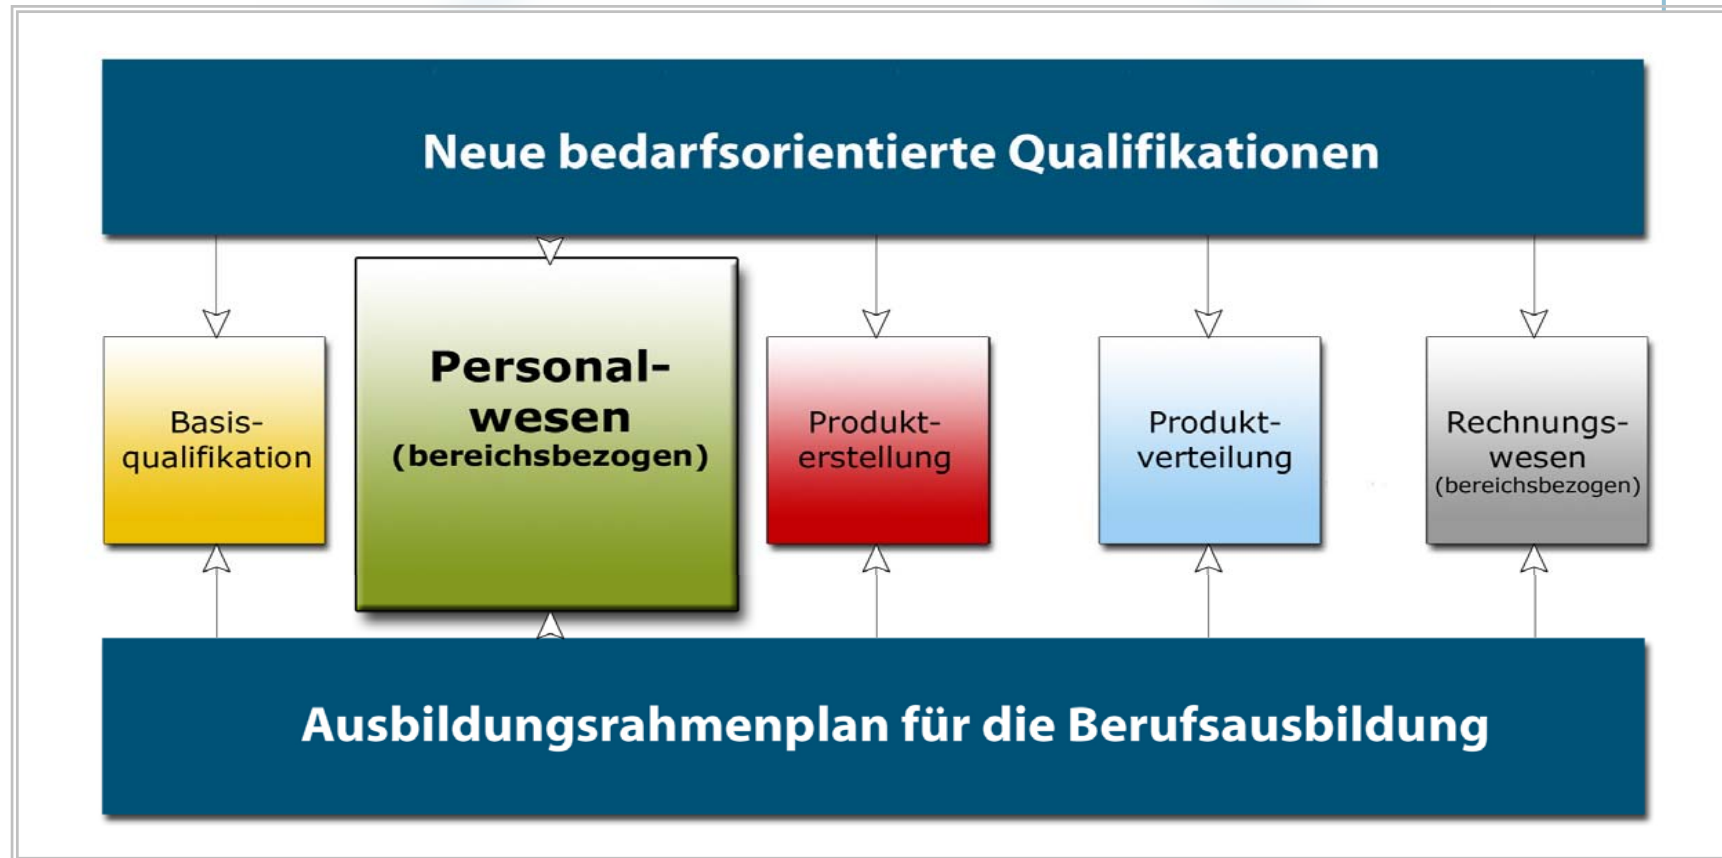 Neue bedarfsorientierte Qualifikationen
Basis-
qualifikation
Personal-
wesen
(bereichsbezogen)
Produkt-
erstellung
Produkt-
verteilung
Rechnungs-
wesen
(bereichsbezogen)
Ausbildungsrahmenplan für die Berufsausbildung